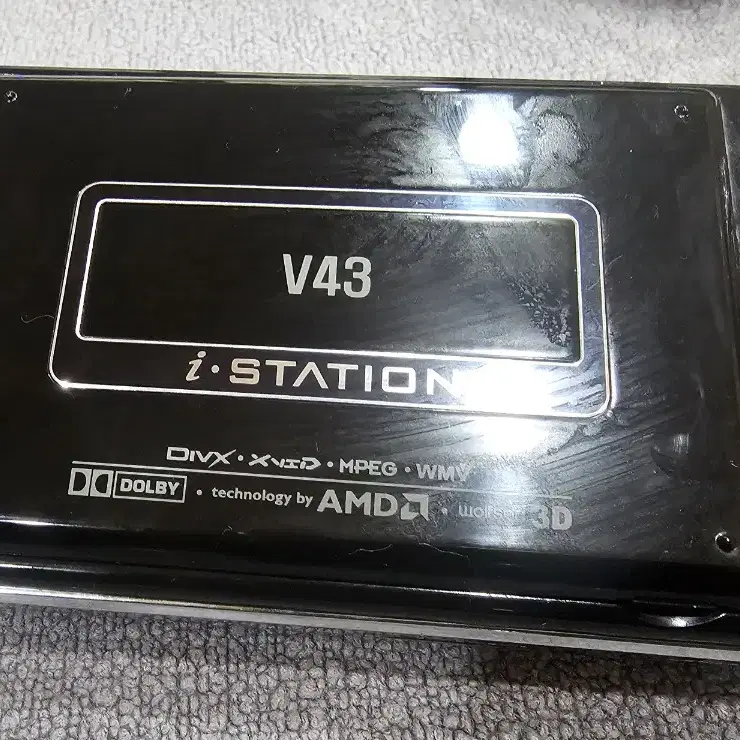 V43
i·STATION
DIVX · XviD · MPEG · WMV
DOLBY · technology by AMD · 3D